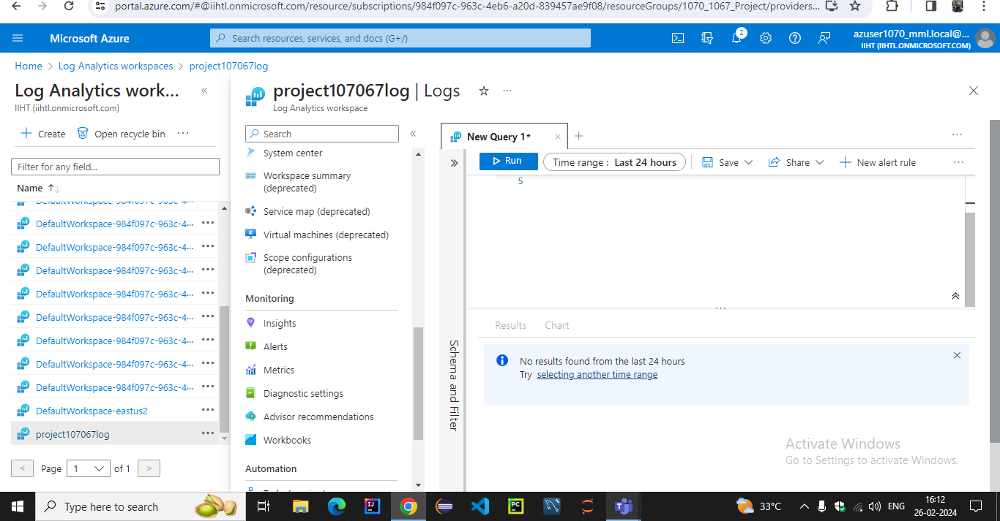 portal.azure.com/#@iihtl.onmicrosoft.com/resource/subscriptions/984f097c-963c-4eb6-a20d-839457ae9f08/resourceGroups/1070_1067_Project/providers...
Microsoft Azure
Search resources, services, and docs (G+/)
2
azuser1070_mml.local@...
IIHT (IIHTL.ONMICROSOFT.COM)
Home > Log Analytics workspaces > project107067log
Log Analytics work...
IIHT (iihtl.onmicrosoft.com)
Create
Open recycle bin
...
Filter for any field...
Name
DefaultWorkspace-984f097c-963c-4...
DefaultWorkspace-984f097c-963c-4...
DefaultWorkspace-984f097c-963c-4...
DefaultWorkspace-984f097c-963c-4...
DefaultWorkspace-984f097c-963c-4...
DefaultWorkspace-984f097c-963c-4...
DefaultWorkspace-984f097c-963c-4...
DefaultWorkspace-984f097c-963c-4...
DefaultWorkspace-984f097c-963c-4...
DefaultWorkspace-eastus2
project107067log
< Page 1 of 1 >
project107067log | Logs
Log Analytics workspace
Search
System center
Workspace summary
(deprecated)
Service map (deprecated)
Virtual machines (deprecated)
Scope configurations
(deprecated)
Monitoring
Insights
Alerts
Metrics
Diagnostic settings
Advisor recommendations
Workbooks
Automation
New Query 1*
Run
Time range : Last 24 hours
Save
Share
New alert rule
5
Schema and Filter
Results
Chart
No results found from the last 24 hours
Try selecting another time range
Activate Windows
Go to Settings to activate Windows.
Type here to search
33°C
ENG
16:12
26-02-2024